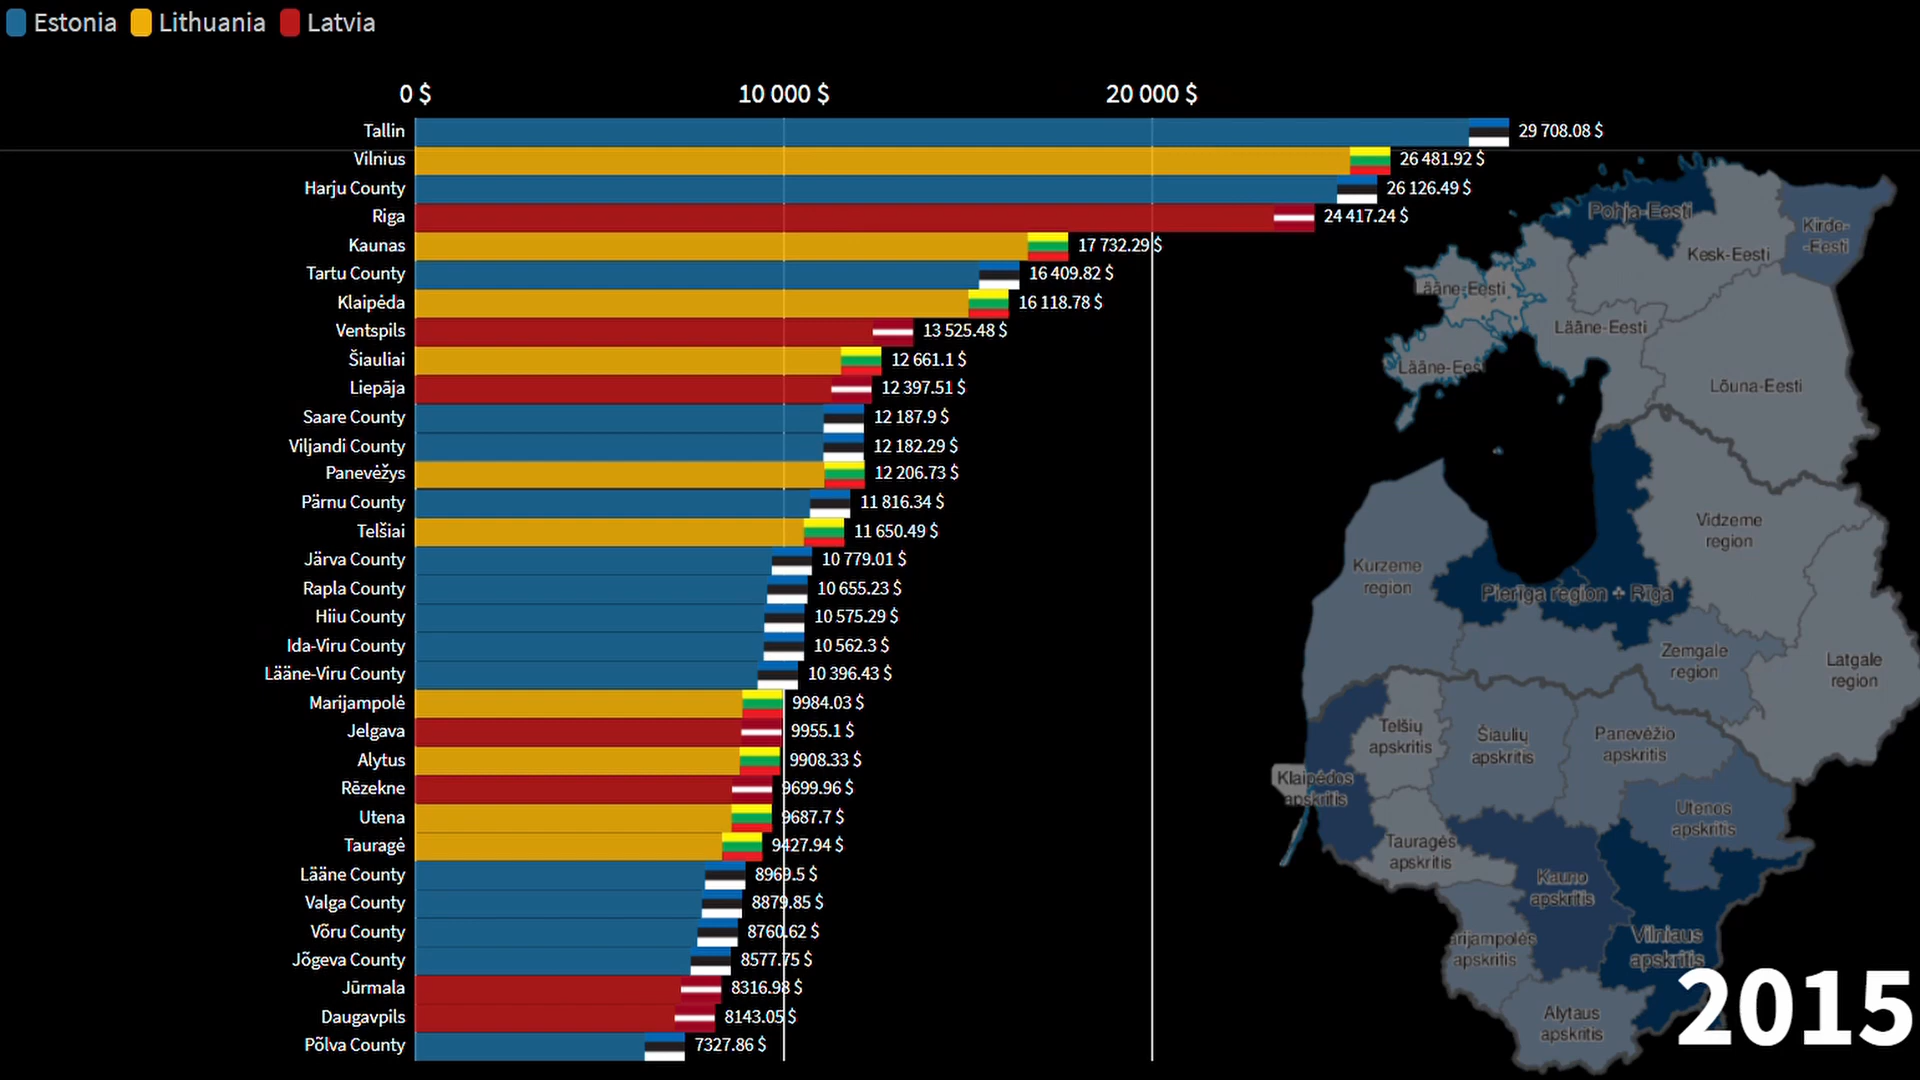 Estonia Lithuania Latvia
0 $ 10 000 $ 20 000 $
Tallin 29 708.08 $
Vilnius 26 481.92 $
Harju County 26 126.49 $
Riga 24 417.24 $
Kaunas 17 732.29 $
Tartu County 16 409.82 $
Klaipėda 16 118.78 $
Ventspils 13 525.48 $
Šiauliai 12 661.1 $
Liepāja 12 397.51 $
Saare County 12 187.9 $
Viljandi County 12 182.29 $
Panevėžys 12 206.73 $
Pärnu County 11 816.34 $
Telšiai 11 650.49 $
Järva County 10 779.01 $
Rapla County 10 655.23 $
Hiiu County 10 575.29 $
Ida-Viru County 10 562.3 $
Lääne-Viru County 10 396.43 $
Marijampolė 9984.03 $
Jelgava 9955.1 $
Alytus 9908.33 $
Rēzekne 9699.96 $
Utena 9687.7 $
Tauragė 9427.94 $
Lääne County 8969.5 $
Valga County 8879.85 $
Võru County 8760.62 $
Jõgeva County 8577.75 $
Jūrmala 8316.98 $
Daugavpils 8143.05 $
Põlva County 7327.86 $
Pohja-Eesti
Kirde-
-Eesti
Kesk-Eesti
Lääne-Eesti
Lääne-Eesti
Lääne-Eest
Lõuna-Eesti
Vidzeme
region
Kurzeme
region
Pieriga region + Rīga
Zemgale
region
Latgale
region
Telšių
apskritis
Šiaulių
apskritis
Panevėžio
apskritis
Klaipėdos
apskritis
Utenos
apskritis
Tauragės
apskritis
Kauno
apskritis
Vilniaus
apskritis
arijampolės
apskritis
Alytaus
apskritis
2015